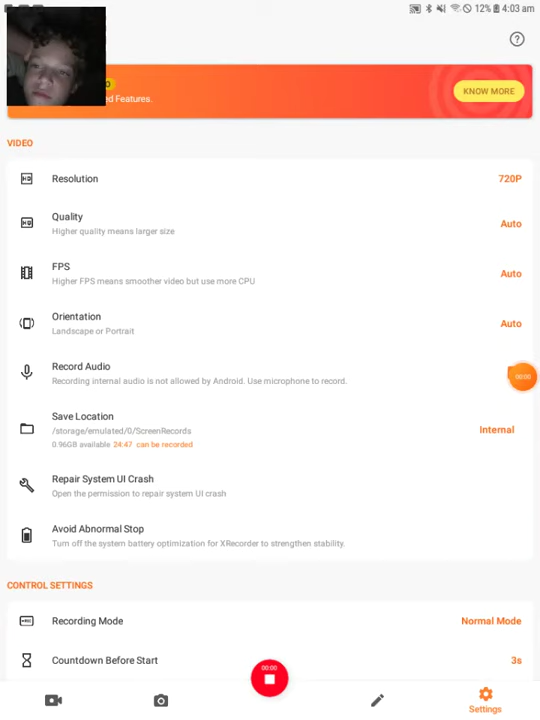 12% 4:03 am
O
ed Features.
KNOW MORE
VIDEO
Resolution
720P
Quality
Higher quality means larger size
Auto
FPS
Higher FPS means smoother video but use more CPU
Auto
Orientation
Landscape or Portrait
Auto
Record Audio
Recording internal audio is not allowed by Android. Use microphone to record.
00:00
Save Location
/storage/emulated/0/ScreenRecords
0.96GB available 24:47 can be recorded
Internal
Repair System UI Crash
Open the permission to repair system UI crash
Avoid Abnormal Stop
Turn off the system battery optimization for XRecorder to strengthen stability.
CONTROL SETTINGS
Recording Mode
Normal Mode
Countdown Before Start
3s
00:00
Settings